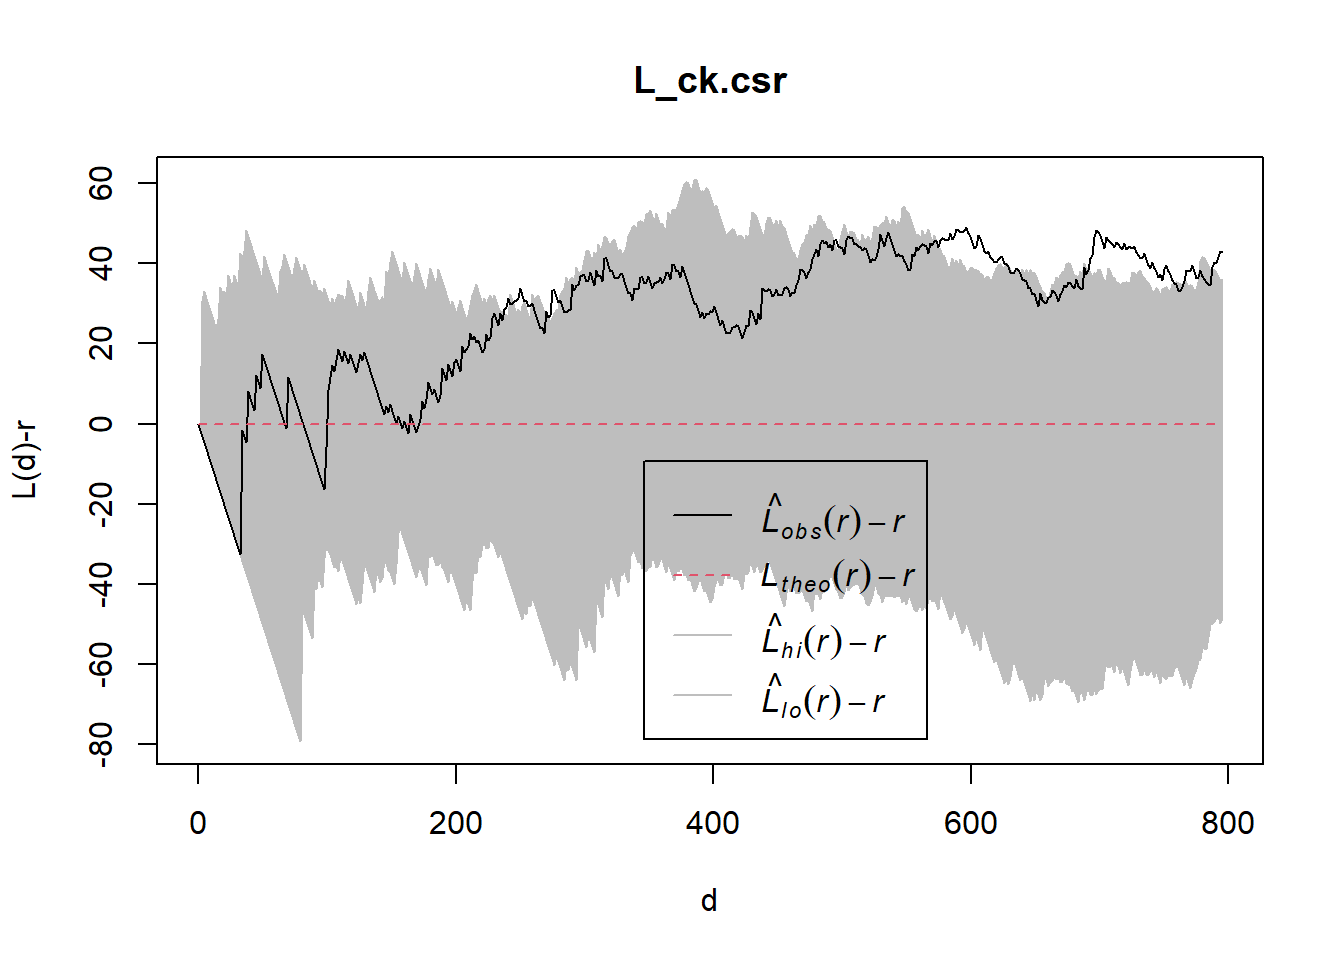 L_ck.csr
L(d)-r
60
40
20
0
-20
-40
-60
-80
L̂obs(r) − r
Ltheo(r) − r
L̂hi(r) − r
L̂lo(r) − r
0 200 400 600 800
d